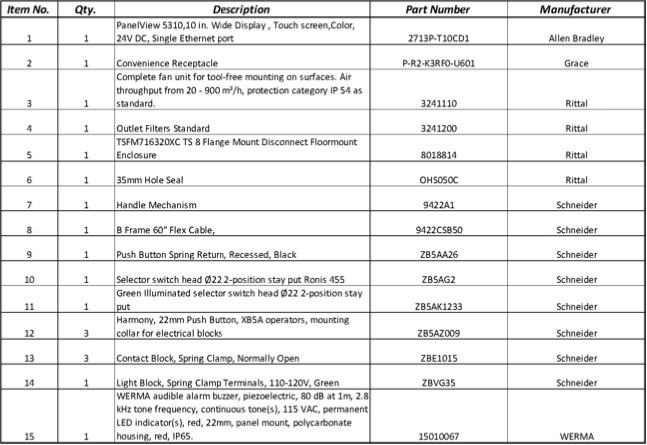 Item No. Qty. Description Part Number Manufacturer
PanelView 5310,10 in. Wide Display , Touch screen,Color,
1 1 24V DC, Single Ethernet port 2713P-T10CD1 Allen Bradley
2 1 Convenience Receptacle P-R2-K3RF0-U601 Grace
Complete fan unit for tool-free mounting on surfaces. Air
throughput from 20 - 900 m³/h, protection category IP 54 as
3 1 standard. 3241110 Rittal
4 1 Outlet Filters Standard 3241200 Rittal
TSFM716320XC TS 8 Flange Mount Disconnect Floormount
5 1 Enclosure 8018814 Rittal
6 1 35mm Hole Seal OHS050C Rittal
7 1 Handle Mechanism 9422A1 Schneider
8 1 B Frame 60" Flex Cable, 9422CSB50 Schneider
9 1 Push Button Spring Return, Recessed, Black ZB5AA26 Schneider
10 1 Selector switch head Ø22 2-position stay put Ronis 455 ZB5AG2 Schneider
Green Illuminated selector switch head Ø22 2-position stay
11 1 put ZB5AK1233 Schneider
Harmony, 22mm Push Button, XB5A operators, mounting
12 3 collar for electrical blocks ZB5AZ009 Schneider
13 3 Contact Block, Spring Clamp, Normally Open ZBE1015 Schneider
14 1 Light Block, Spring Clamp Terminals, 110-120V, Green ZBVG35 Schneider
WERMA audible alarm buzzer, piezoelectric, 80 dB at 1m, 2.8
kHz tone frequency, continuous tone(s), 115 VAC, permanent
LED indicator(s), red, 22mm, panel mount, polycarbonate
15 1 housing, red, IP65. 15010067 WERMA